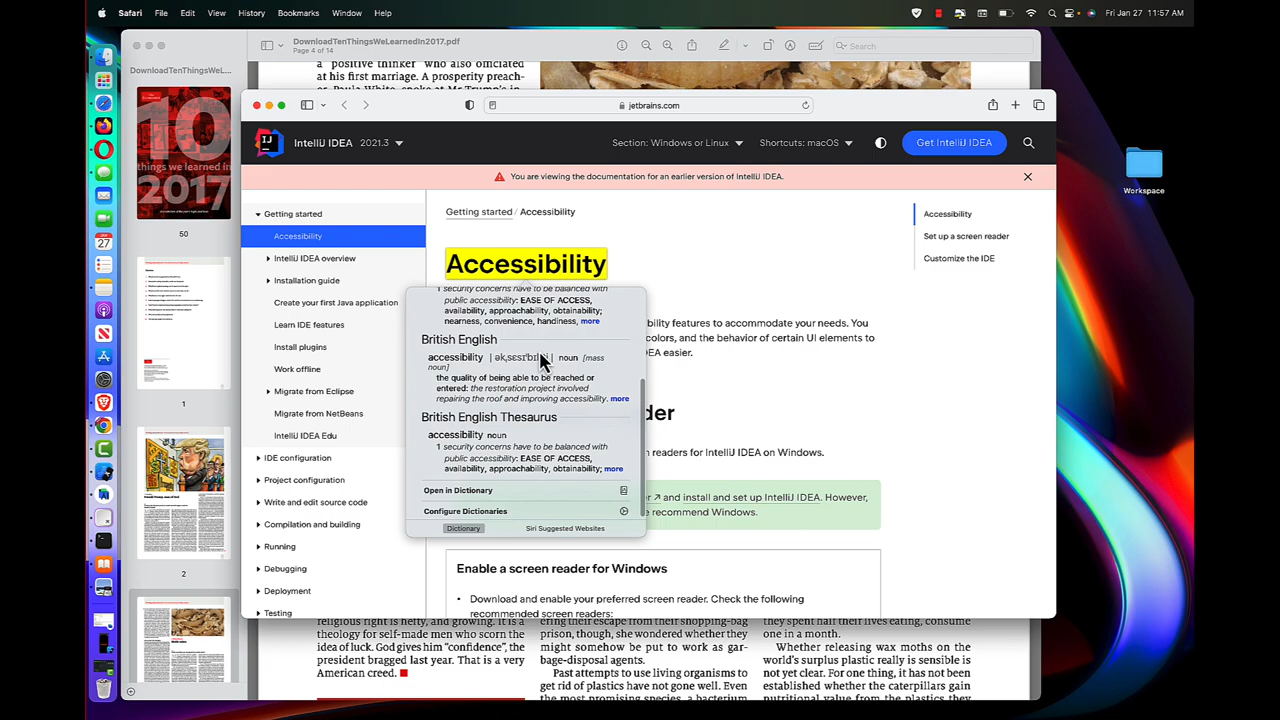 Safari File Edit View History Bookmarks Window Help
Fri Jan 27 11:57 AM
DownloadTenThingsWeL...
50
1
2
DownloadTenThingsWeLearnedIn2017.pdf
Page 4 of 14
Search
a "positive thinker" who also officiated
at his first marriage. A prosperity preach-
er, Paula White, spoke at Mr Trump's in-
jetbrains.com
IntelliJ IDEA 2021.3
Section: Windows or Linux
Shortcuts: macOS
Get IntelliJ IDEA
You are viewing the documentation for an earlier version of IntelliJ IDEA.
Getting started
Accessibility
IntelliJ IDEA overview
Installation guide
Create your first Java application
Learn IDE features
Install plugins
Work offline
Migrate from Eclipse
Migrate from NetBeans
IntelliJ IDEA Edu
IDE configuration
Project configuration
Write and edit source code
Compilation and building
Running
Debugging
Deployment
Testing
Getting started / Accessibility
Accessibility
bility features to accommodate your needs. You
colors, and the behavior of certain UI elements to
DEA easier.
der
readers for IntelliJ IDEA on Windows.
and install and set up IntelliJ IDEA. However,
e recommend Windows.
Enable a screen reader for Windows
• Download and enable your preferred screen reader. Check the following
recommended screen readers:
Accessibility
Set up a screen reader
Customize the IDE
1 security concerns have to be balanced with
public accessibility: EASE OF ACCESS,
availability, approachability, obtainability;
nearness, convenience, handiness, more
British English
accessibility noun [mass
noun]
the quality of being able to be reached or
entered: the restoration project involved
repairing the roof and improving accessibility. more
British English Thesaurus
accessibility noun
1 security concerns have to be balanced with
public accessibility: EASE OF ACCESS,
availability, approachability, obtainability; more
Open in Dictionary
Configure Dictionaries
Dictionary
Siri Suggested Websites
religious right is hefty, and growing. It is a
theology for self-made men who scorn the
idea of luck. God gives him "confidence", the
president bragged last year. That is a very
American creed.
ed their escape from their shopping-bag
prison, though, she wondered whether they
might somehow be put to work as gar-
bage-disposal agents.
Past attempts to use living organisms to
get rid of plastics have not gone well. Even
the most promising species, a bacterium
they spent half their lives eating, consume
one in a month.
Whether releasing wax moths on the
world's surplus plastic really is sensible is
not yet clear. For one thing, it has not been
established whether the caterpillars gain
nutritional value from the plastics they
Workspace